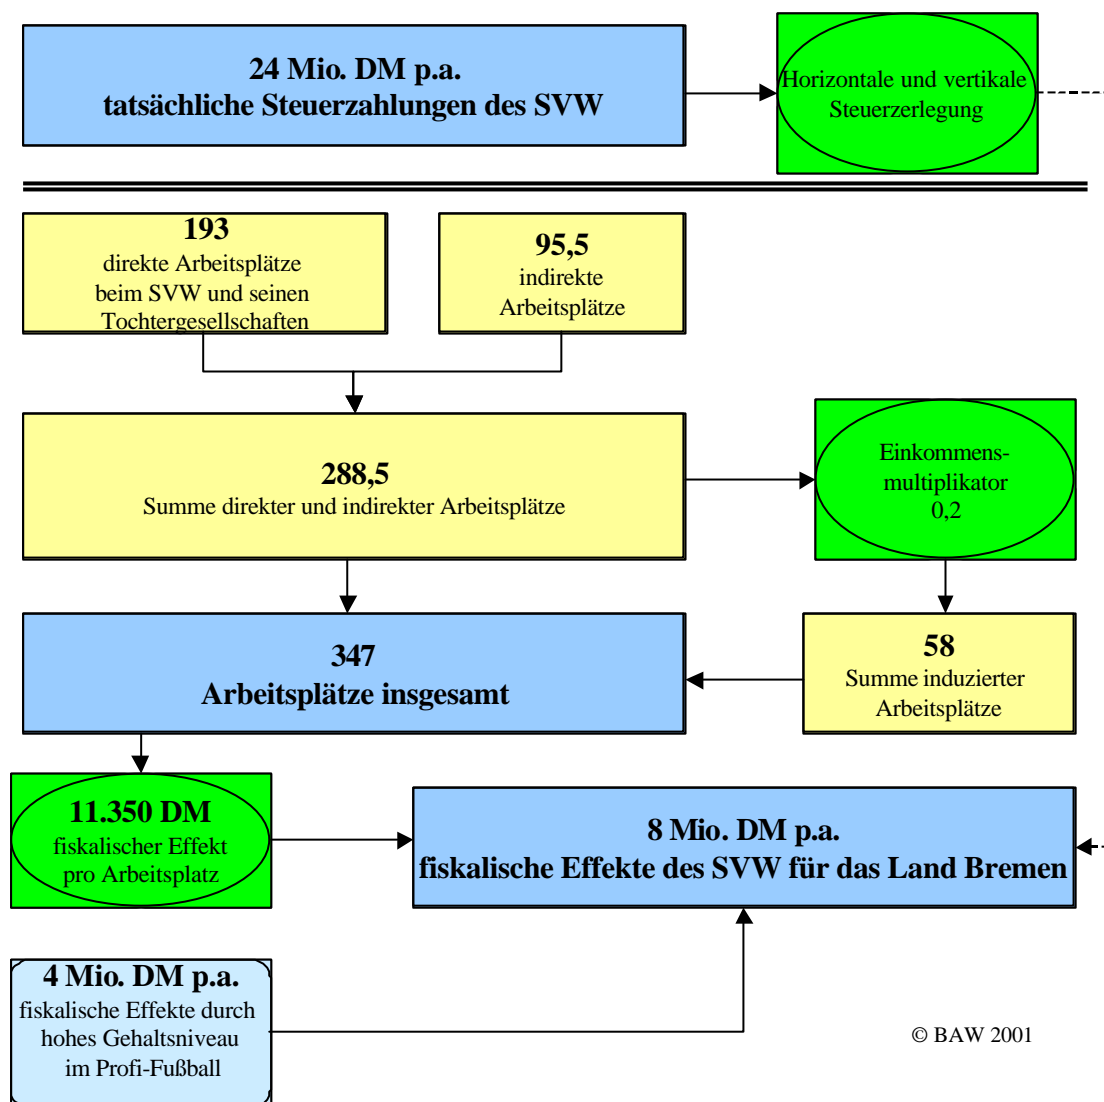 24 Mio. DM p.a.
tatsächliche Steuerzahlungen des SVW
Horizontale und vertikale
Steuerzerlegung
193
direkte Arbeitsplätze
beim SVW und seinen
Tochtergesellschaften
95,5
indirekte
Arbeitsplätze
288,5
Summe direkter und indirekter Arbeitsplätze
Einkommens-
multiplikator
0,2
347
Arbeitsplätze insgesamt
58
Summe induzierter
Arbeitsplätze
11.350 DM
fiskalischer Effekt
pro Arbeitsplatz
8 Mio. DM p.a.
fiskalische Effekte des SVW für das Land Bremen
4 Mio. DM p.a.
fiskalische Effekte durch
hohes Gehaltsniveau
im Profi-Fußball
© BAW 2001